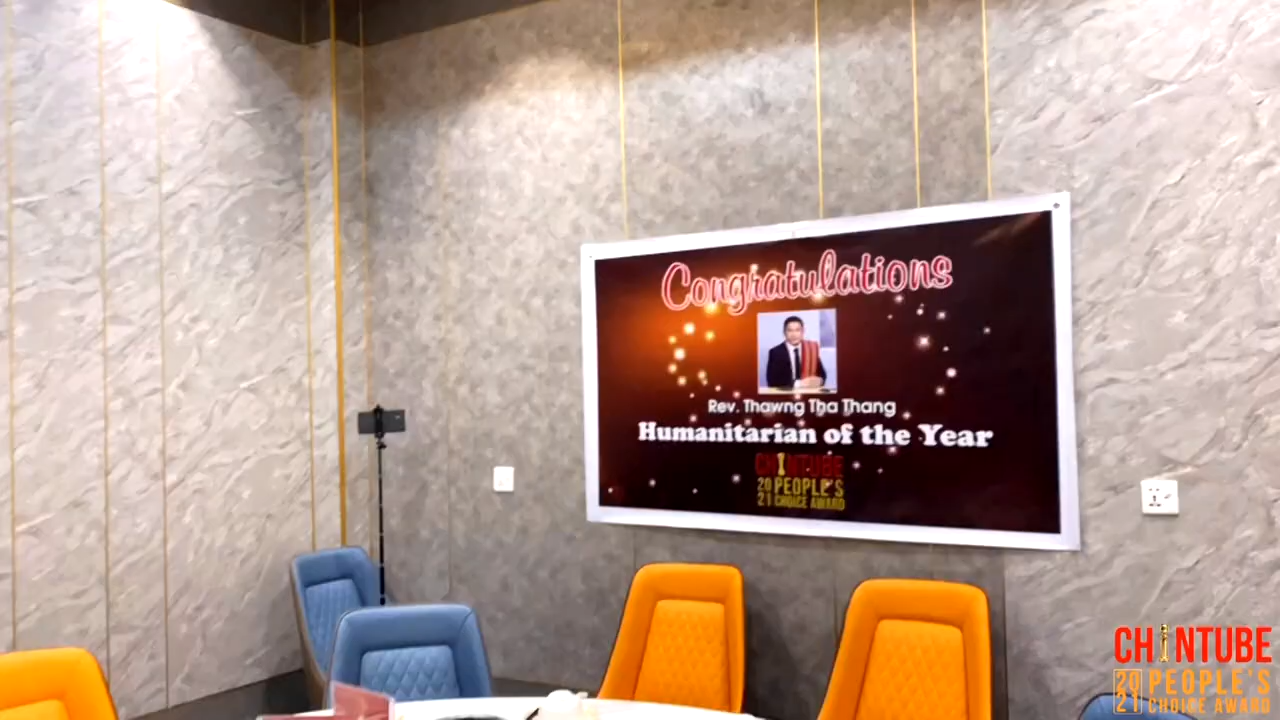 Congratulations
Rev. Thawng Tha Thang
Humanitarian of the Year
CHINTUBE
20 PEOPLE'S
21 CHOICE AWARD
CHINTUBE
20 PEOPLE'S
21 CHOICE AWARD